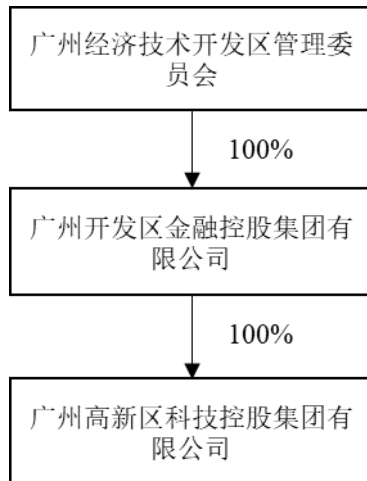 广州经济技术开发区管理委
员会
100%
广州开发区金融控股集团有
限公司
100%
广州高新区科技控股集团有
限公司